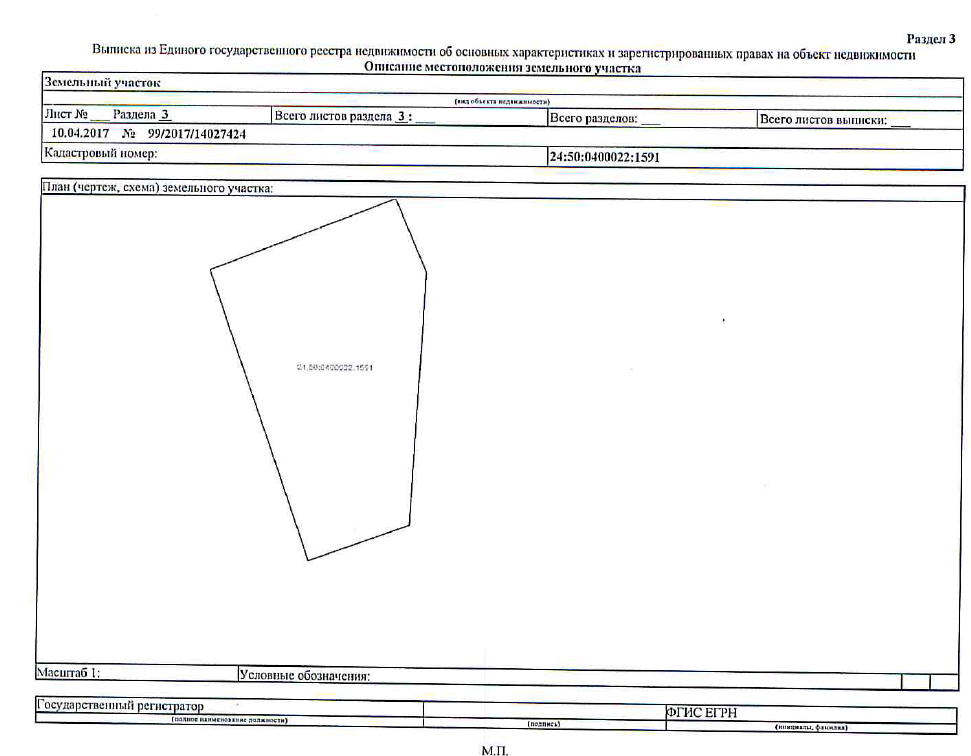 Раздел 3
Выписка из Единого государственного реестра недвижимости об основных характеристиках и зарегистрированных правах на объект недвижимости
Описание местоположения земельного участка
Земельный участок
(вид объекта недвижимости)
Лист № ___ Раздела 3 Всего листов раздела 3 : ___ Всего разделов: ___ Всего листов выписки: ___
10.04.2017 № 99/2017/14027424
Кадастровый номер: 24:50:0400022:1591
План (чертеж, схема) земельного участка:
24:50:0400022:1591
Масштаб 1: Условные обозначения:
Государственный регистратор ФГИС ЕГРН
(полное наименование должности) (подпись) (инициалы, фамилия)
М.П.